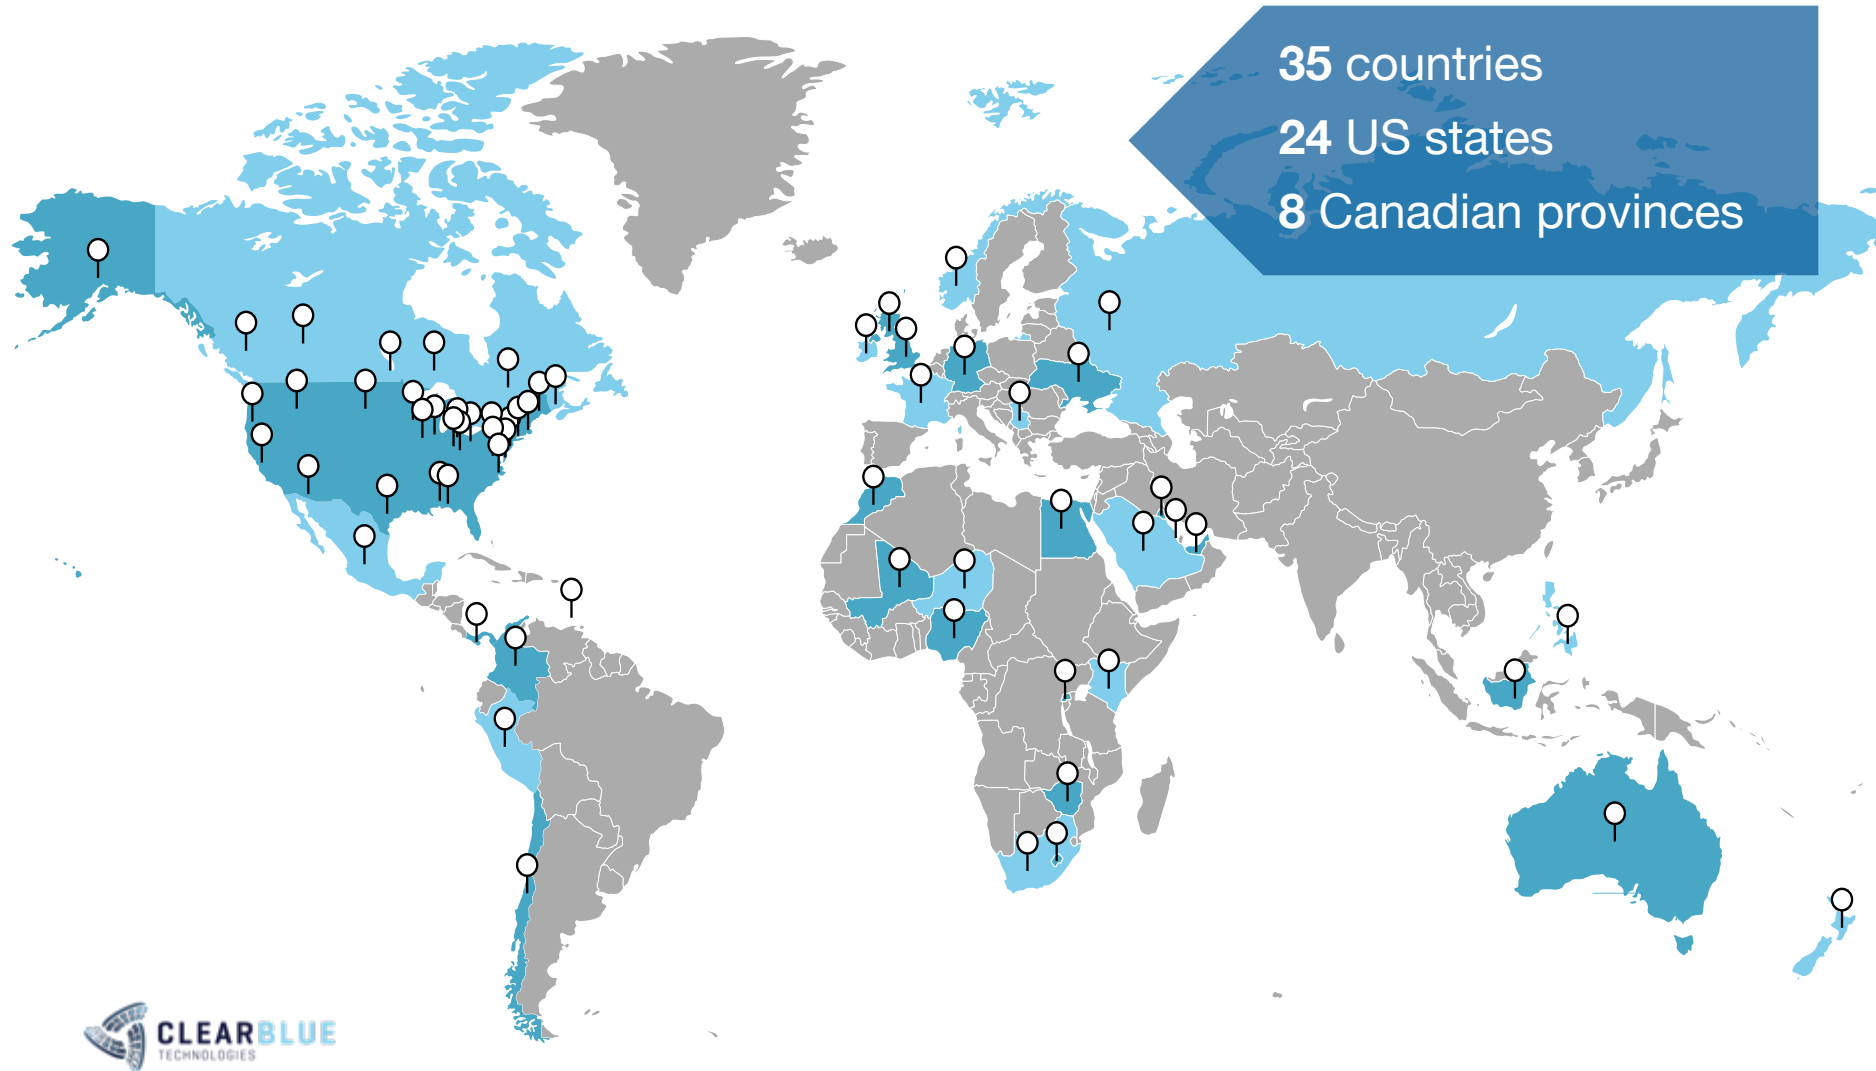 35 countries
24 US states
8 Canadian provinces
CLEARBLUE
TECHNOLOGIES